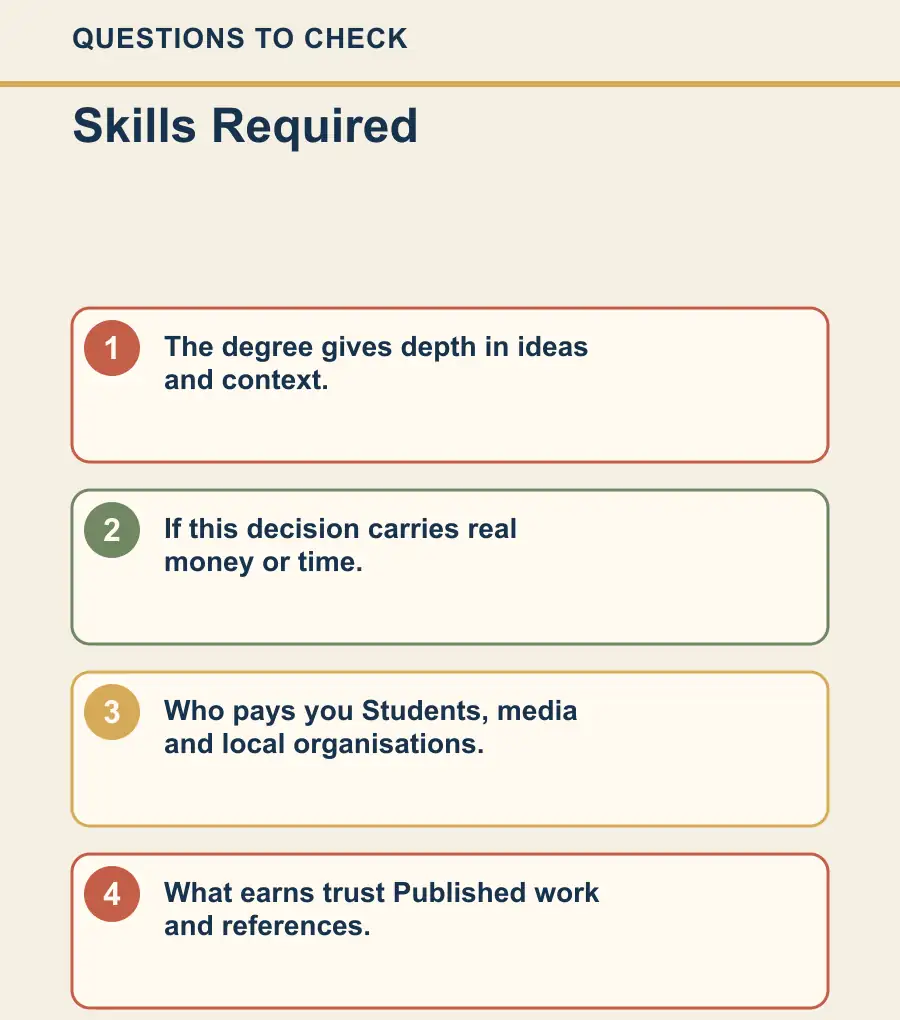 QUESTIONS TO CHECK
Skills Required
1
The degree gives depth in ideas
and context.
2
If this decision carries real
money or time.
3
Who pays you Students, media
and local organisations.
4
What earns trust Published work
and references.